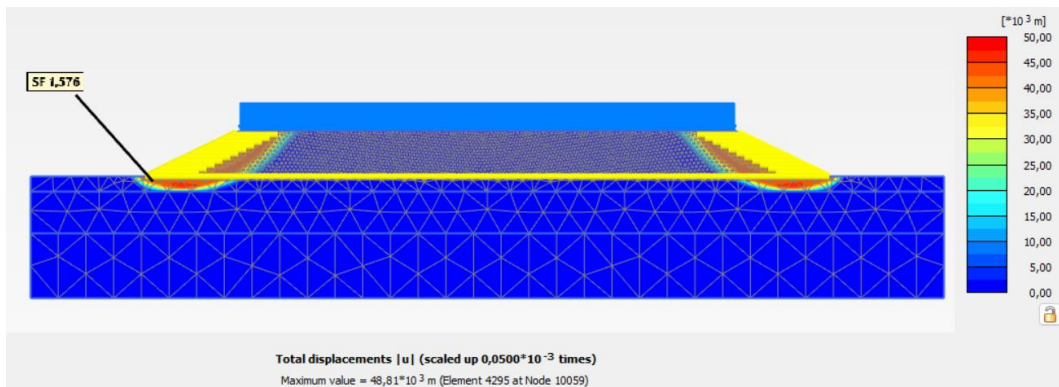 [*10 3 m]
50,00
SF 1,576
45,00
40,00
35,00
30,00
25,00
20,00
15,00
10,00
5,00
0,00
Total displacements |u| (scaled up 0,0500*10 -3 times)
Maximum value = 48,81*10 3 m (Element 4295 at Node 10059)